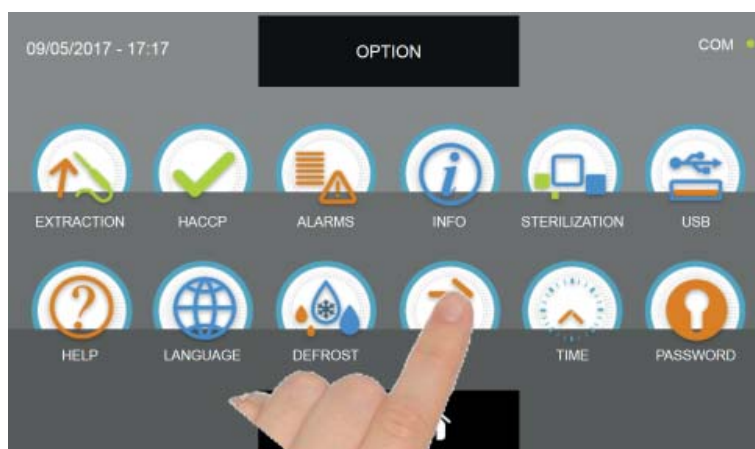 09/05/2017 - 17:17
OPTION
COM
EXTRACTION
HACCP
ALARMS
INFO
STERILIZATION
USB
HELP
LANGUAGE
DEFROST
TIME
PASSWORD